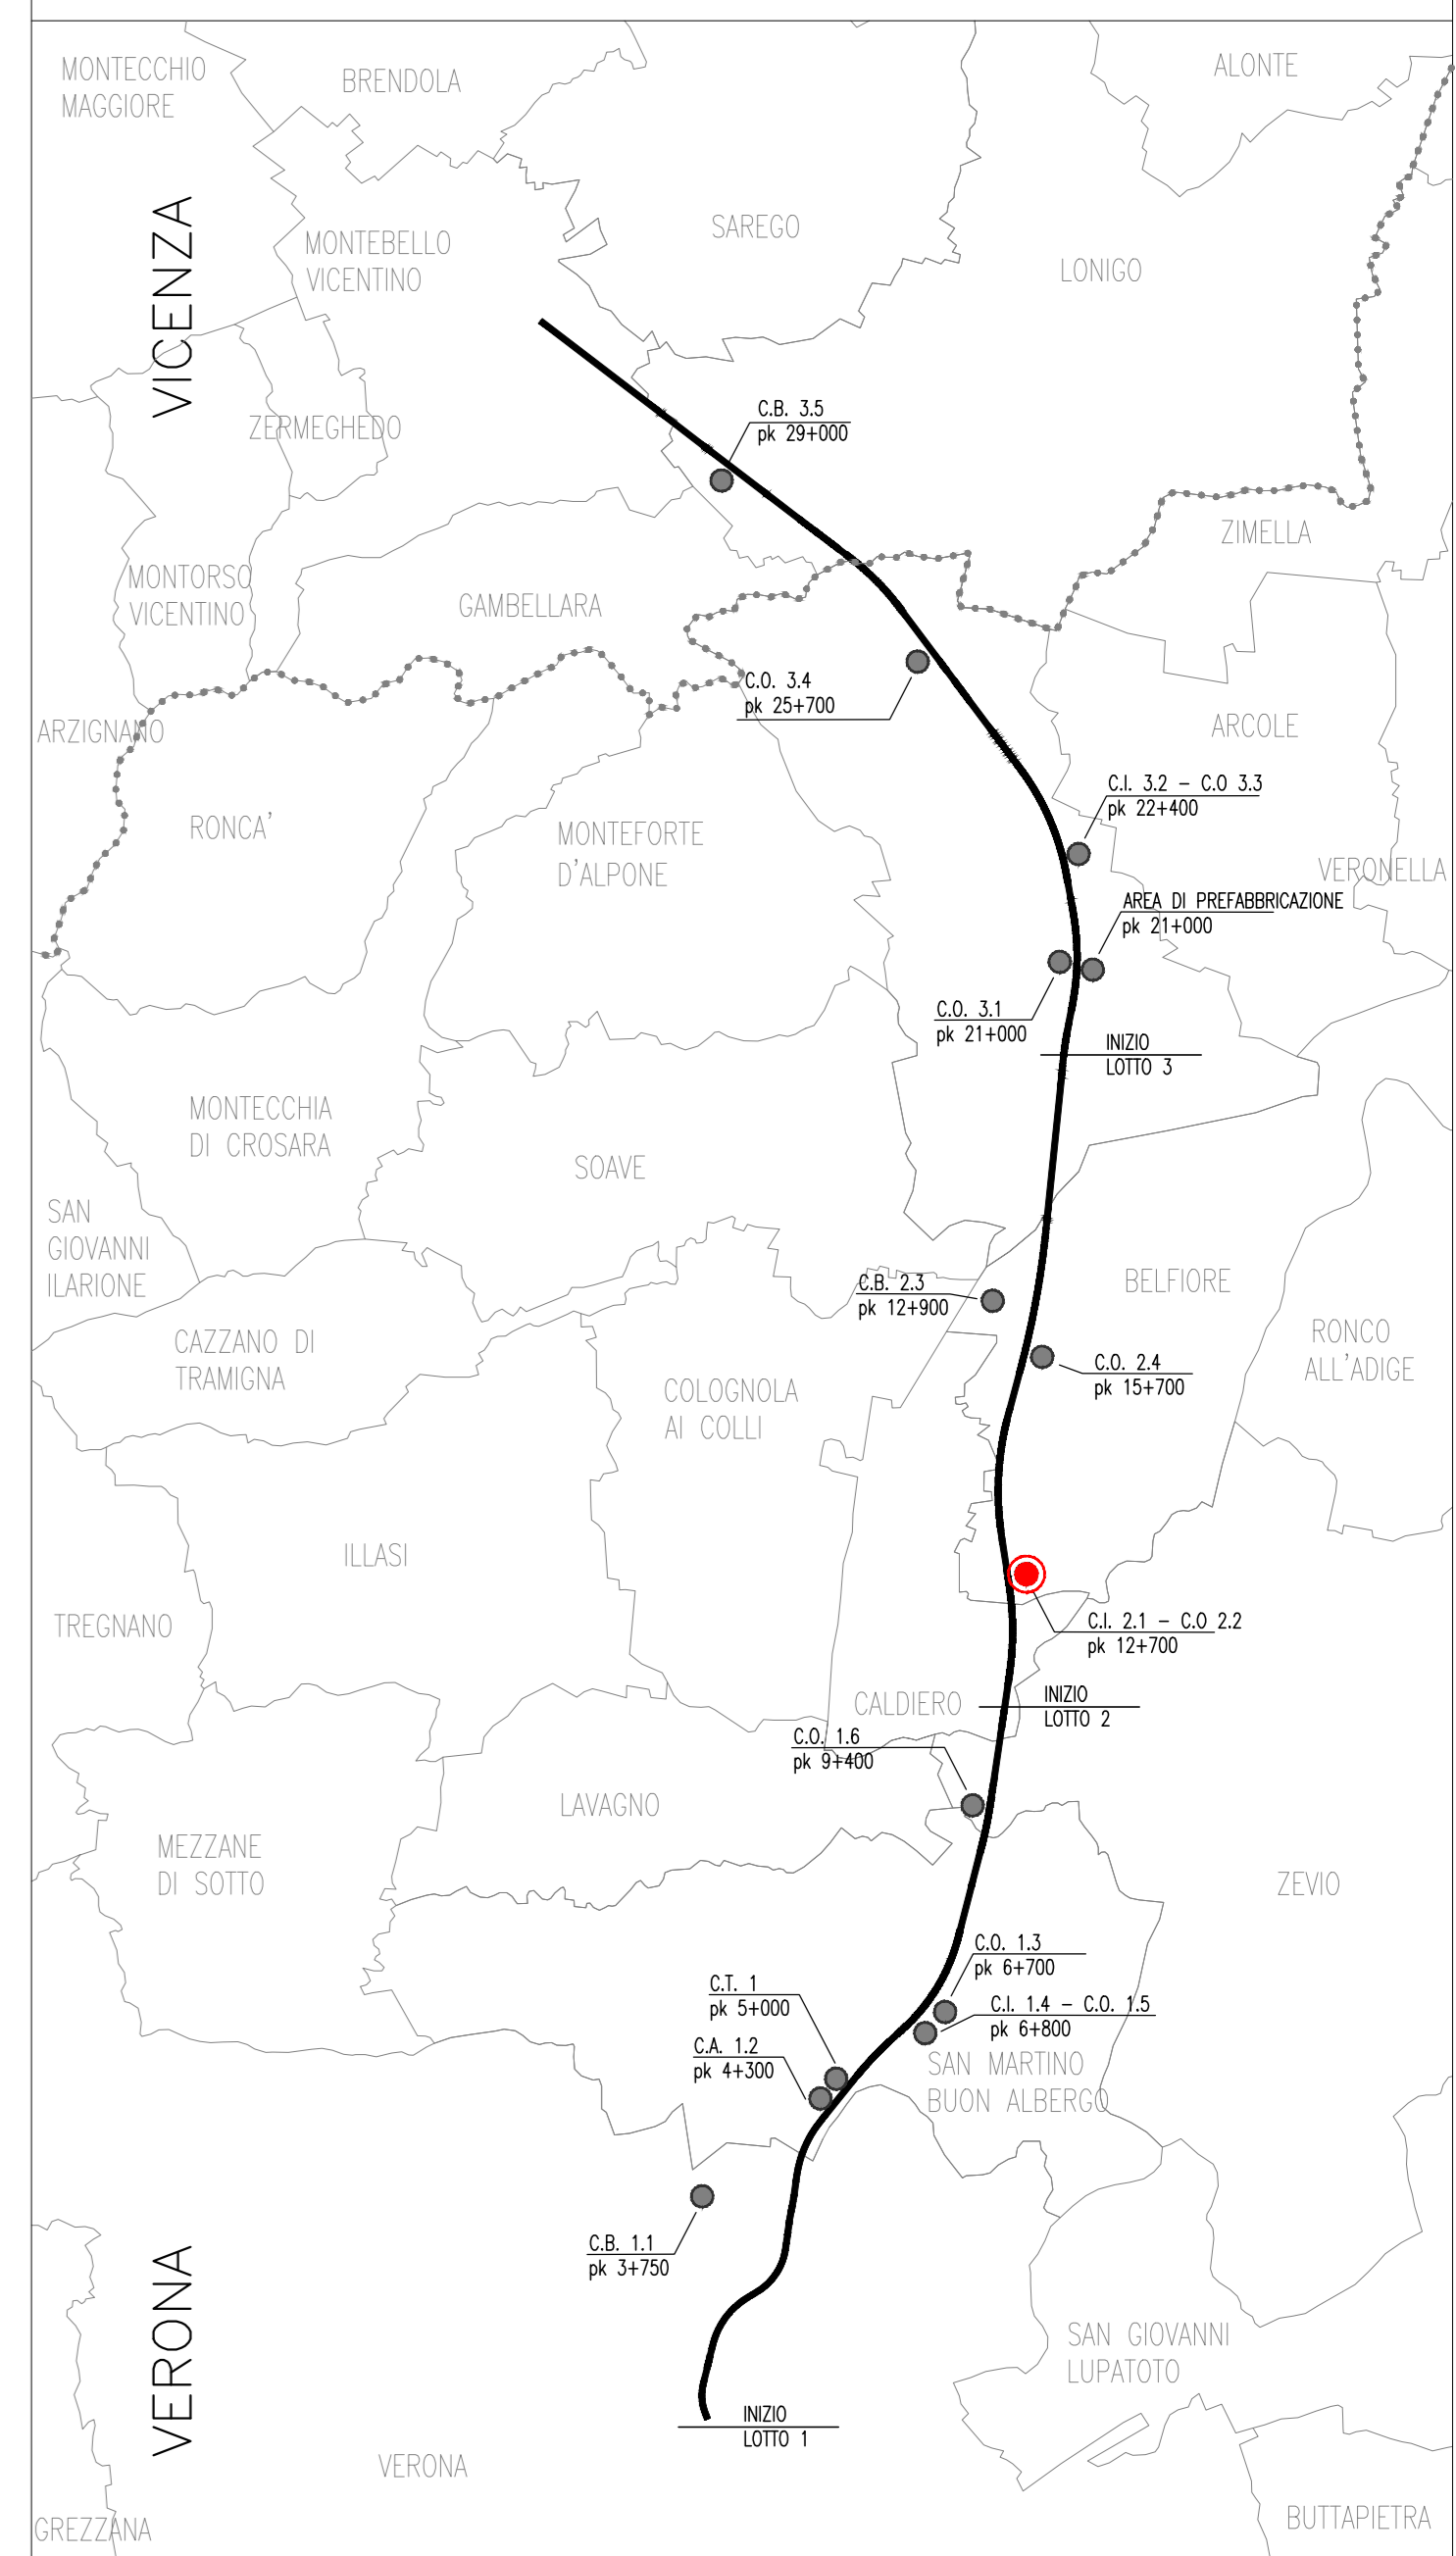 MONTECCHIO
MAGGIORE
BRENDOLA
ALONTE
VICENZA
MONTEBELLO
VICENTINO
SAREGO
LONIGO
ZERMEGHEDO
C.B. 3.5
pk 29+000
ZIMELLA
MONTORSO
VICENTINO
GAMBELLARA
C.O. 3.4
pk 25+700
ARZIGNANO
ARCOLE
RONCA'
MONTEFORTE
D'ALPONE
C.I. 3.2 - C.O 3.3
pk 22+400
VERONELLA
AREA DI PREFABBRICAZIONE
pk 21+000
C.O. 3.1
pk 21+000
INIZIO
LOTTO 3
MONTECCHIA
DI CROSARA
SOAVE
SAN
GIOVANNI
ILARIONE
C.B. 2.3
pk 12+900
BELFIORE
CAZZANO DI
TRAMIGNA
RONCO
ALL'ADIGE
C.O. 2.4
pk 15+700
COLOGNOLA
AI COLLI
ILLASI
TREGNANO
C.I. 2.1 - C.O 2.2
pk 12+700
CALDIERO
INIZIO
LOTTO 2
C.O. 1.6
pk 9+400
LAVAGNO
MEZZANE
DI SOTTO
ZEVIO
C.O. 1.3
pk 6+700
C.T. 1
pk 5+000
C.I. 1.4 - C.O. 1.5
pk 6+800
C.A. 1.2
pk 4+300
SAN MARTINO
BUON ALBERGO
C.B. 1.1
pk 3+750
VERONA
SAN GIOVANNI
LUPATOTO
INIZIO
LOTTO 1
VERONA
GREZZANA
BUTTAPIETRA